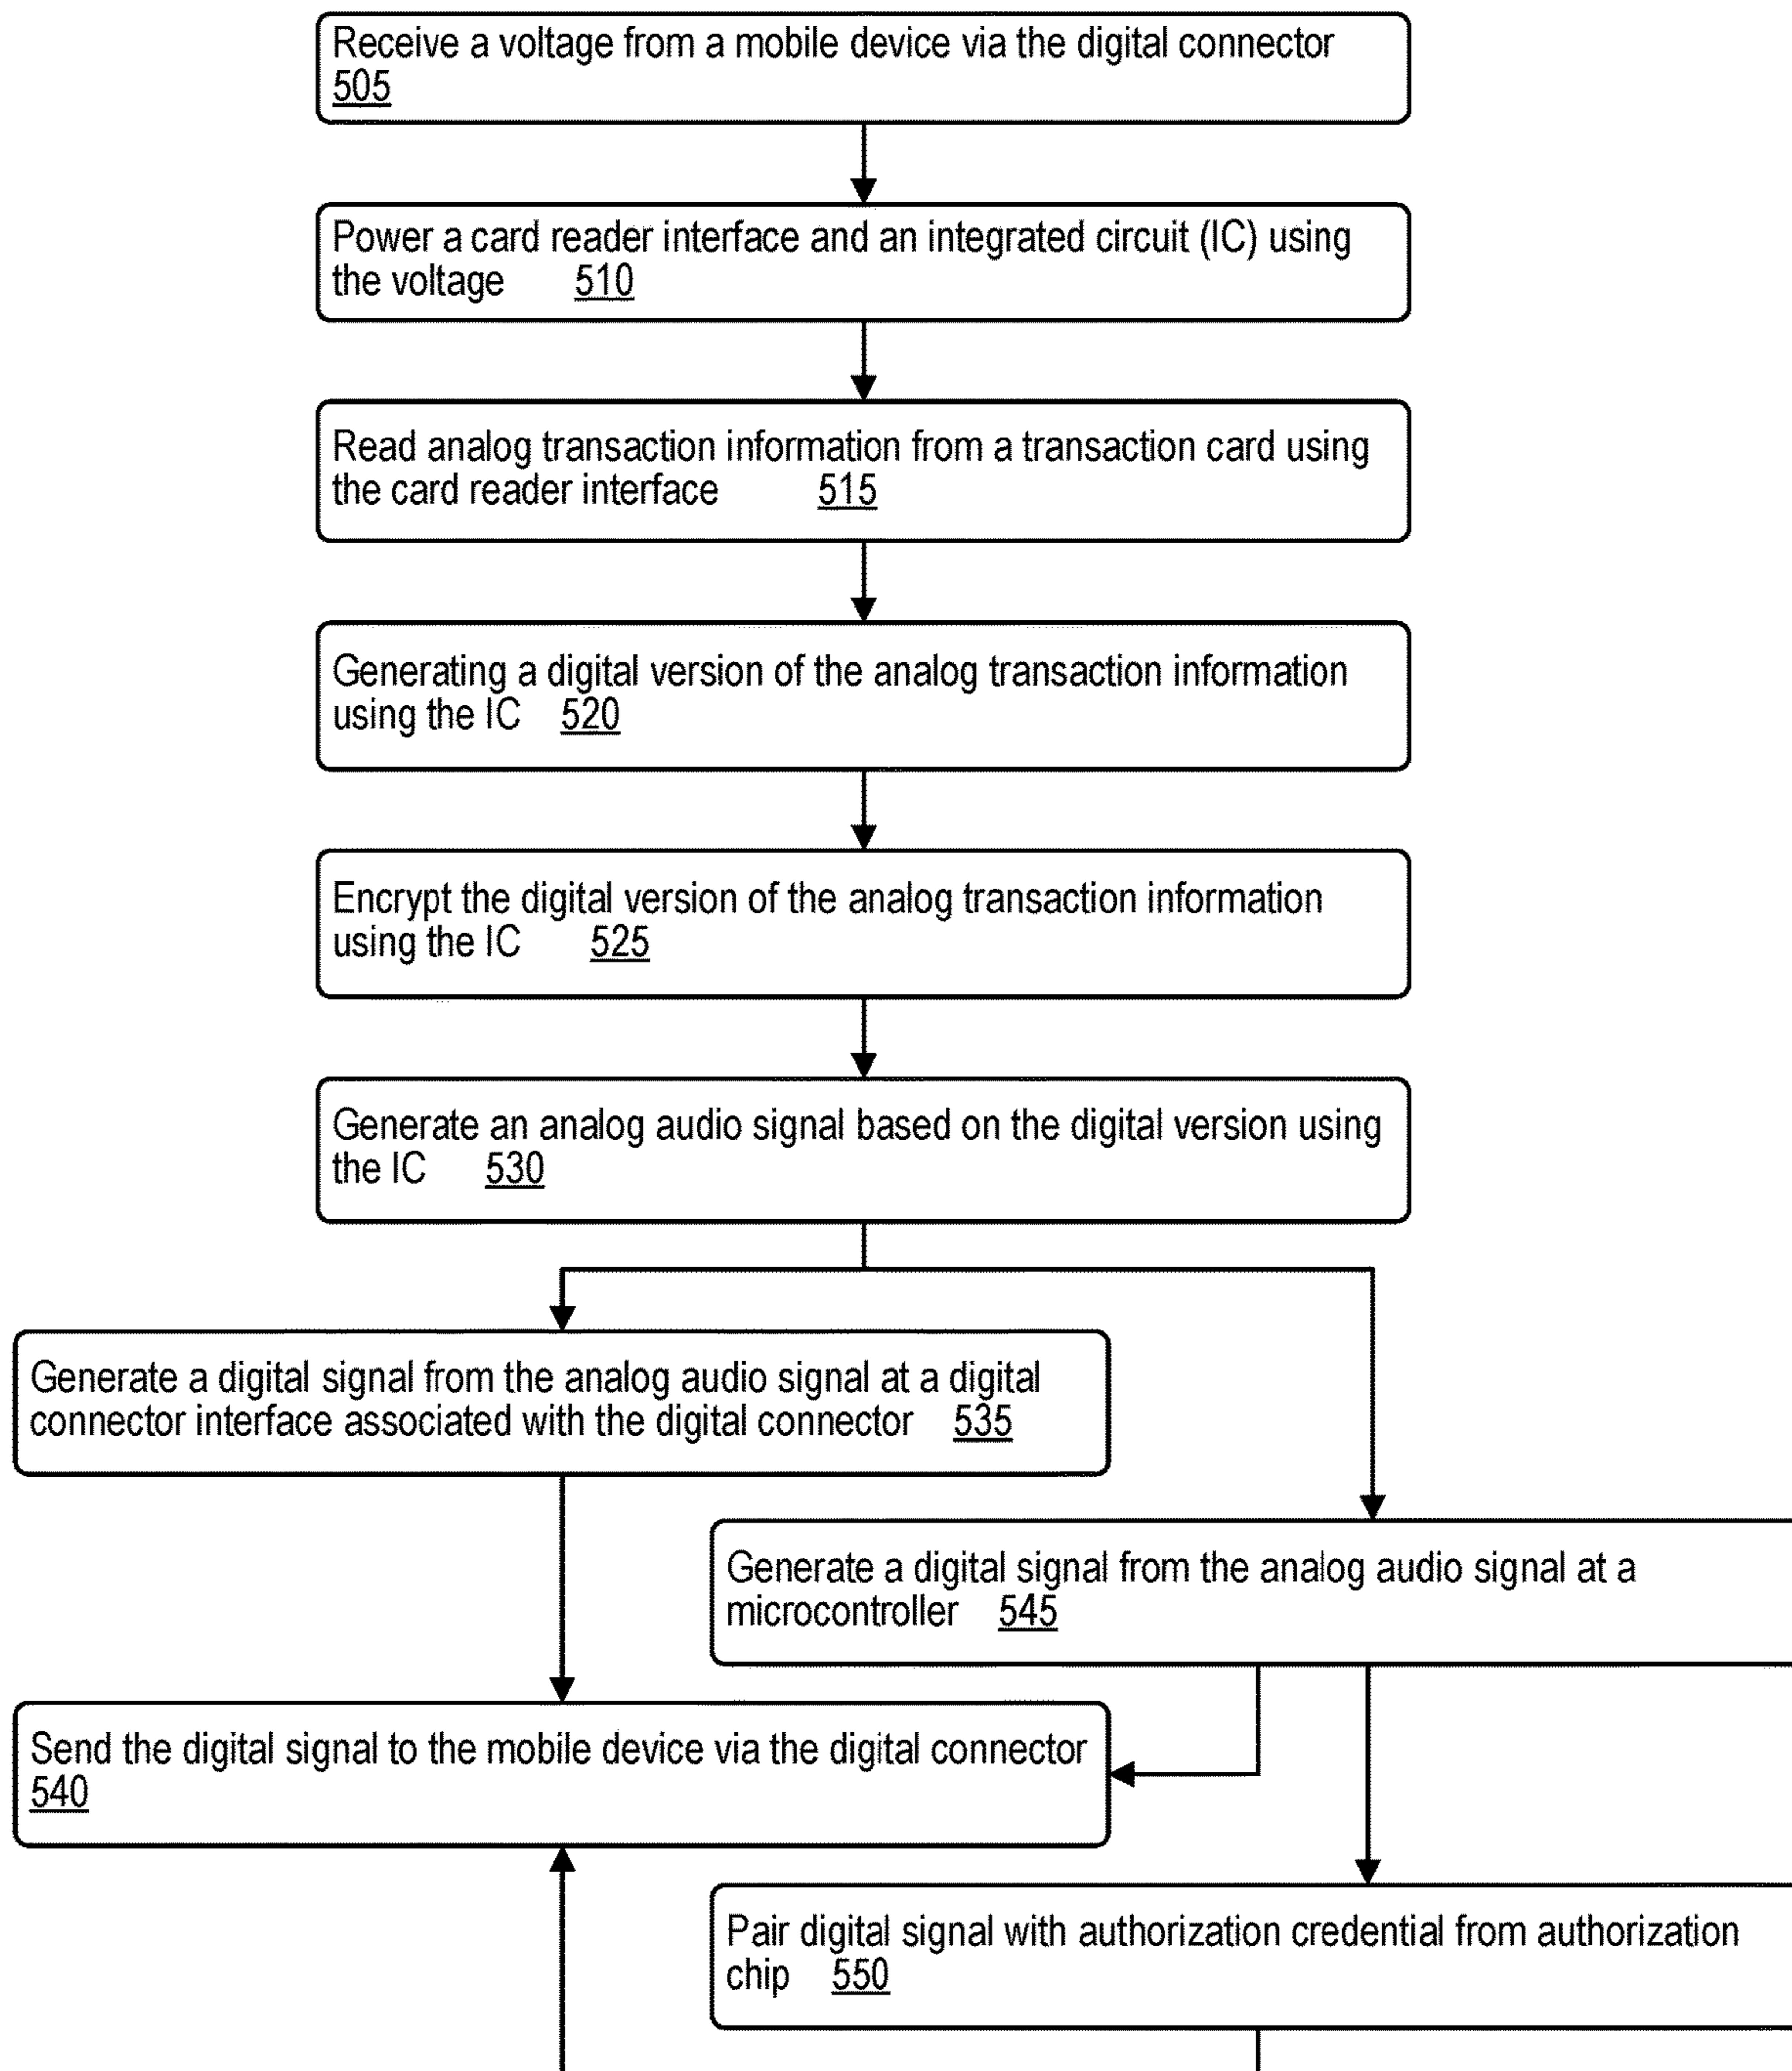 Receive a voltage from a mobile device via the digital connector
505
Power a card reader interface and an integrated circuit (IC) using
the voltage 510
Read analog transaction information from a transaction card using
the card reader interface 515
Generating a digital version of the analog transaction information
using the IC 520
Encrypt the digital version of the analog transaction information
using the IC 525
Generate an analog audio signal based on the digital version using
the IC 530
Generate a digital signal from the analog audio signal at a digital
connector interface associated with the digital connector 535
Generate a digital signal from the analog audio signal at a
microcontroller 545
Send the digital signal to the mobile device via the digital connector
540
Pair digital signal with authorization credential from authorization
chip 550